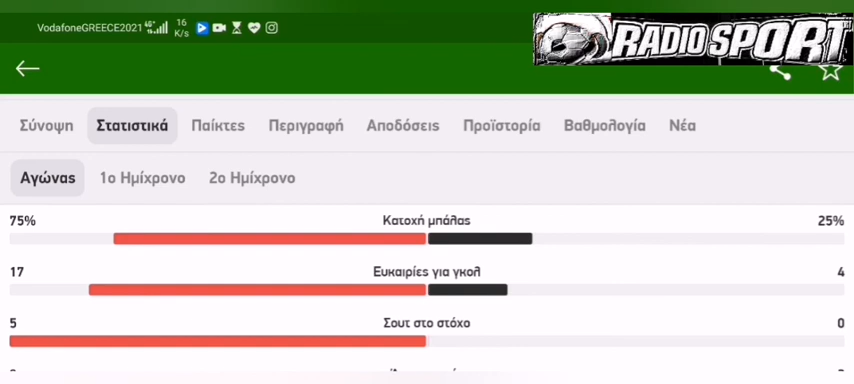 VodafoneGREECE2021 4G+ 16 K/s
RADIO SPORT
Σύνοψη Στατιστικά Παίκτες Περιγραφή Αποδόσεις Προϊστορία Βαθμολογία Νέα
Αγώνας 1ο Ημίχρονο 2ο Ημίχρονο
75% Κατοχή μπάλας 25%
17 Ευκαιρίες για γκολ 4
5 Σουτ στο στόχο 0